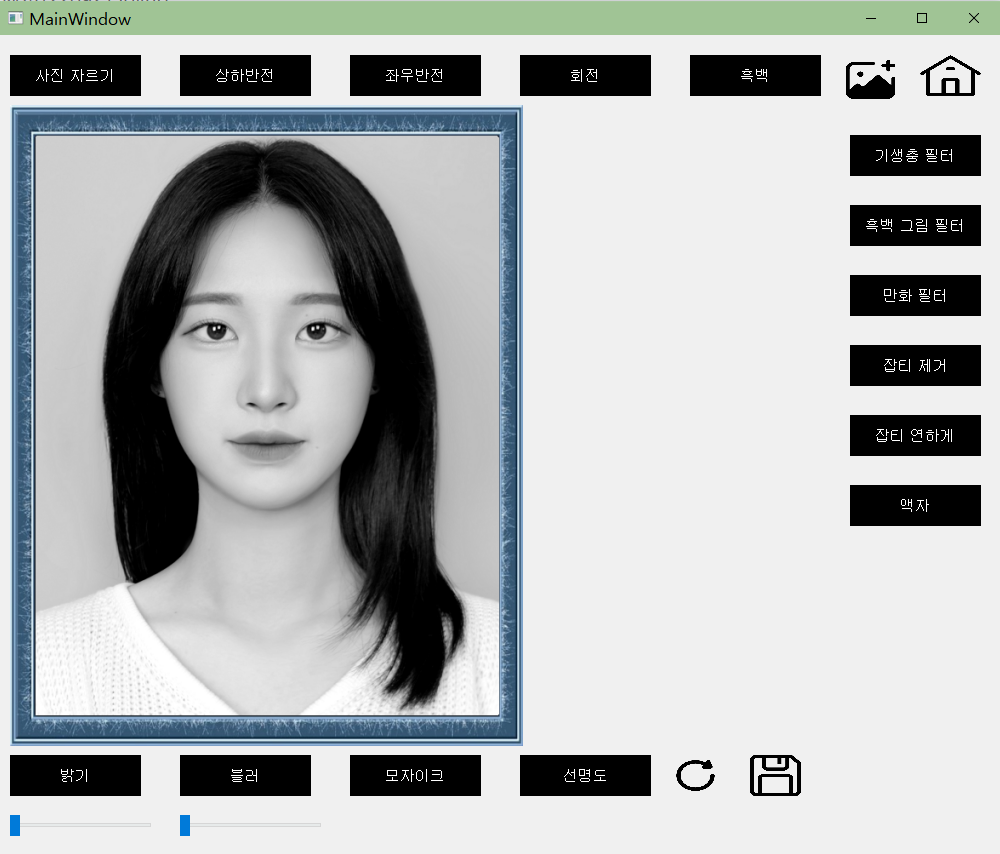 MainWindow
사진 자르기
상하반전
좌우반전
회전
흑백
기생충 필터
흑백 그림 필터
만화 필터
잡티 제거
잡티 연하게
액자
밝기
블러
모자이크
선명도